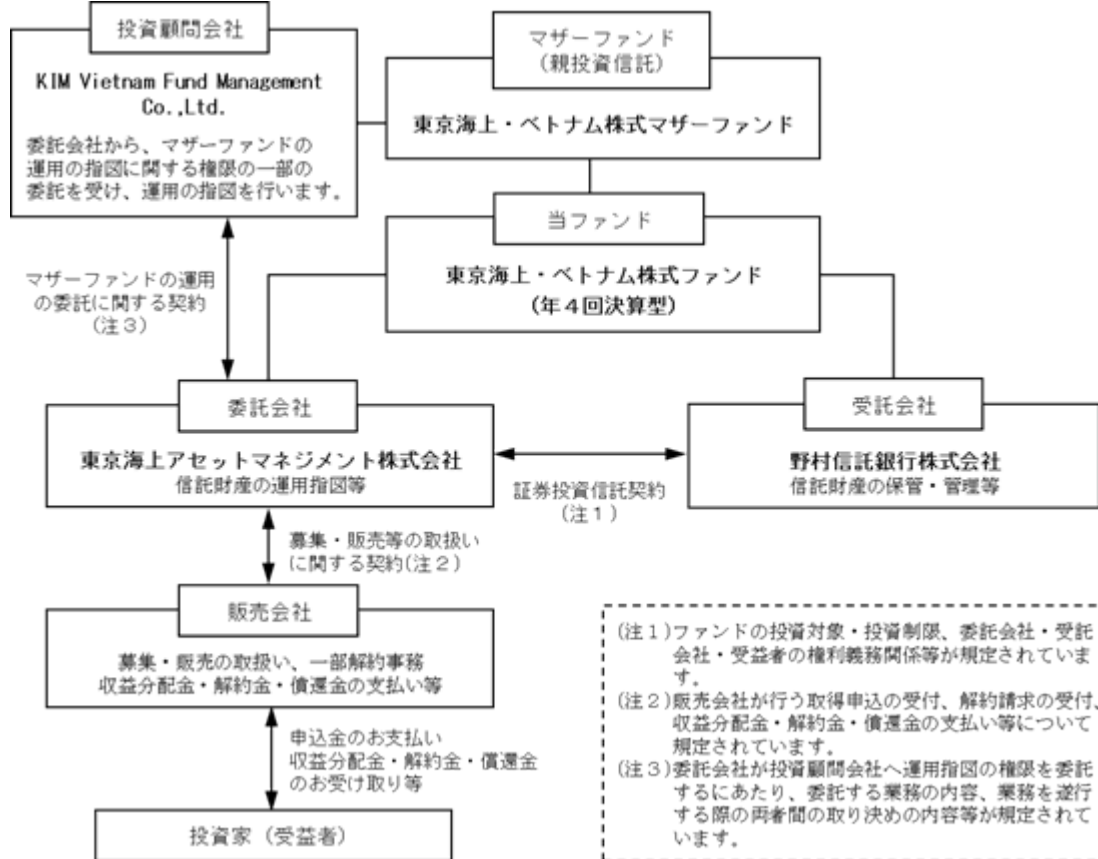 投資顧問会社
KIM Vietnam Fund Management
Co.,Ltd.
委託会社から、マザーファンドの
運用の指図に関する権限の一部の
委託を受け、運用の指図を行います。
マザーファンド
(親投資信託)
東京海上・ベトナム株式マザーファンド
当ファンド
東京海上・ベトナム株式ファンド
(年4回決算型)
マザーファンドの運用
の委託に関する契約
(注3)
委託会社
東京海上アセットマネジメント株式会社
信託財産の運用指図等
証券投資信託契約
(注1)
受託会社
野村信託銀行株式会社
信託財産の保管・管理等
募集・販売等の取扱い
に関する契約(注2)
販売会社
募集・販売の取扱い、一部解約事務
収益分配金・解約金・償還金の支払い等
申込金のお支払い
収益分配金・解約金・償還金
のお受け取り等
投資家(受益者)
(注1)ファンドの投資対象・投資制限、委託会社・受託
会社・受益者の権利義務関係等が規定されていま
す。
(注2)販売会社が行う取得申込の受付、解約請求の受付、
収益分配金・解約金・償還金の支払い等について
規定されています。
(注3)委託会社が投資顧問会社へ運用指図の権限を委託
するにあたり、委託する業務の内容、業務を遂行
する際の両者間の取り決めの内容等が規定されて
います。